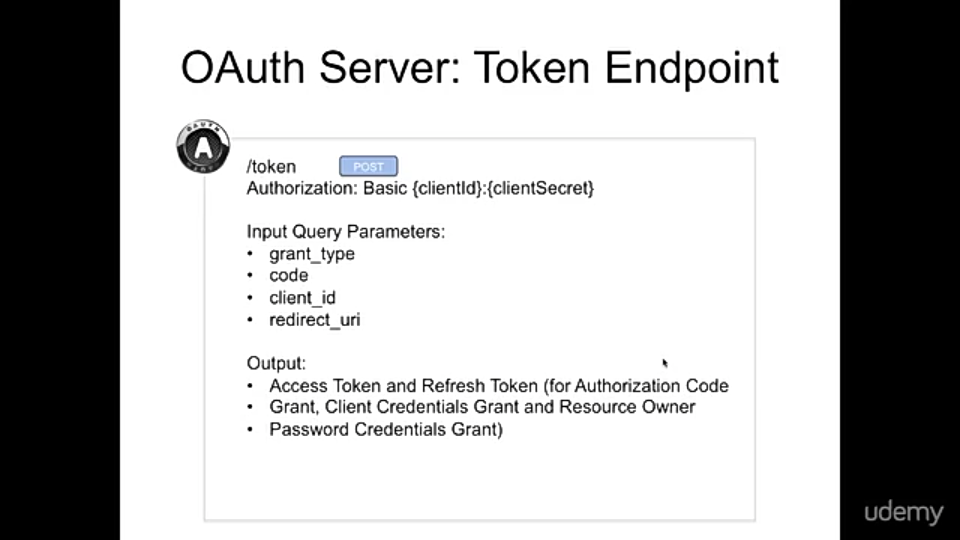 OAuth Server: Token Endpoint
OAUTH
A
/token POST
Authorization: Basic {clientId}:{clientSecret}
Input Query Parameters:
• grant_type
• code
• client_id
• redirect_uri
Output:
• Access Token and Refresh Token (for Authorization Code
• Grant, Client Credentials Grant and Resource Owner
• Password Credentials Grant)
udemy